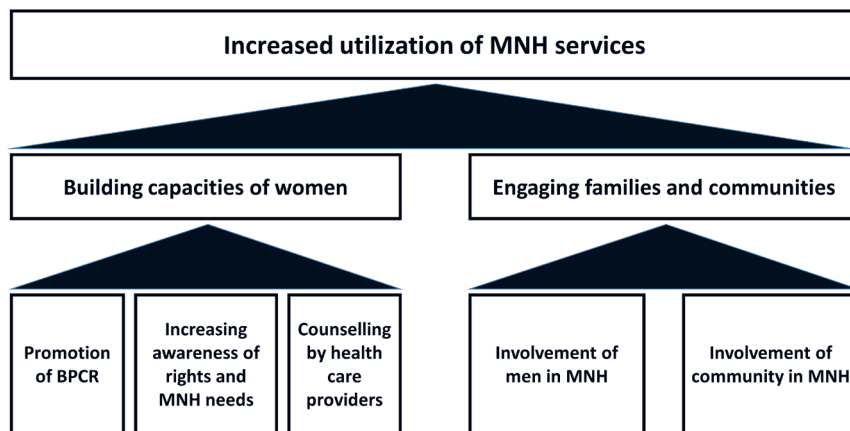 Increased utilization of MNH services
Building capacities of women
Engaging families and communities
Promotion
of BPCR
Increasing
awareness of
rights and
MNH needs
Counselling
by health
care
providers
Involvement of
men in MNH
Involvement of
community in MNH